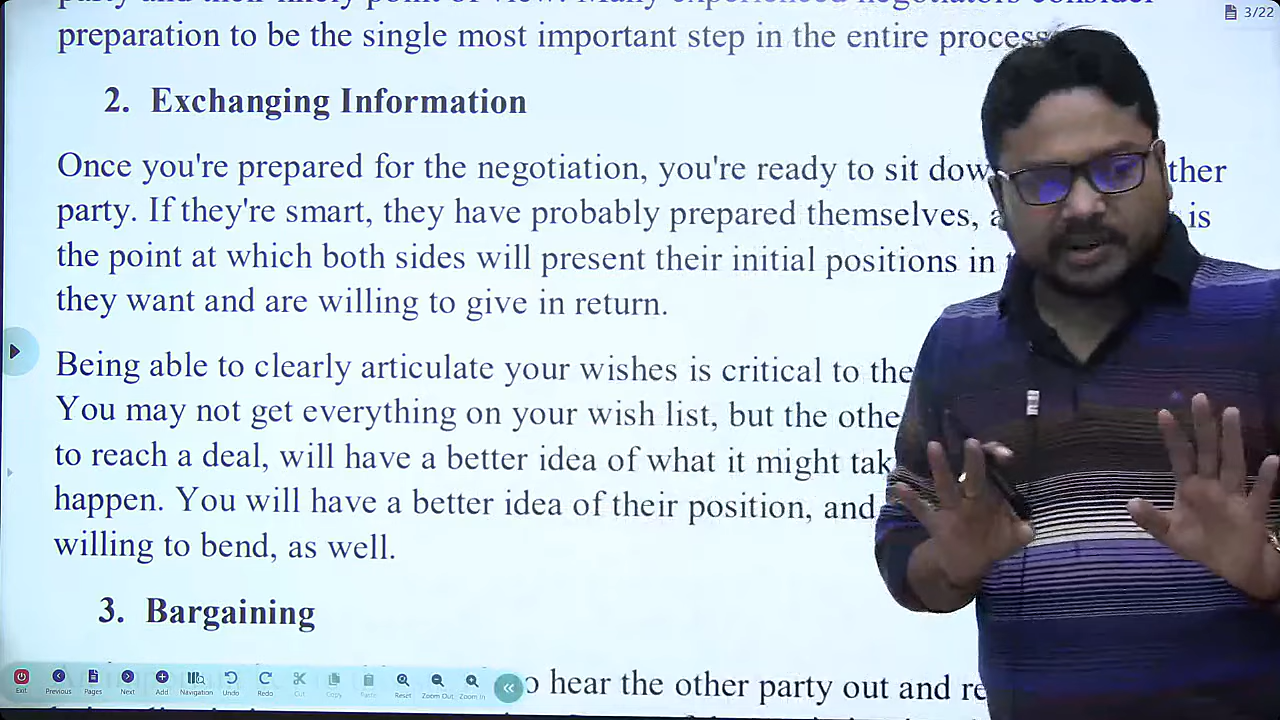 3/22
preparation to be the single most important step in the entire process
2. Exchanging Information
Once you're prepared for the negotiation, you're ready to sit dow ther
party. If they're smart, they have probably prepared themselves, a is
the point at which both sides will present their initial positions in
they want and are willing to give in return.
Being able to clearly articulate your wishes is critical to the
You may not get everything on your wish list, but the othe
to reach a deal, will have a better idea of what it might tak
happen. You will have a better idea of their position, and
willing to bend, as well.
3. Bargaining
o hear the other party out and re
Exit Previous Pages Next Add Navigation Undo Redo Cut Copy Paste Reset Zoom Out Zoom In